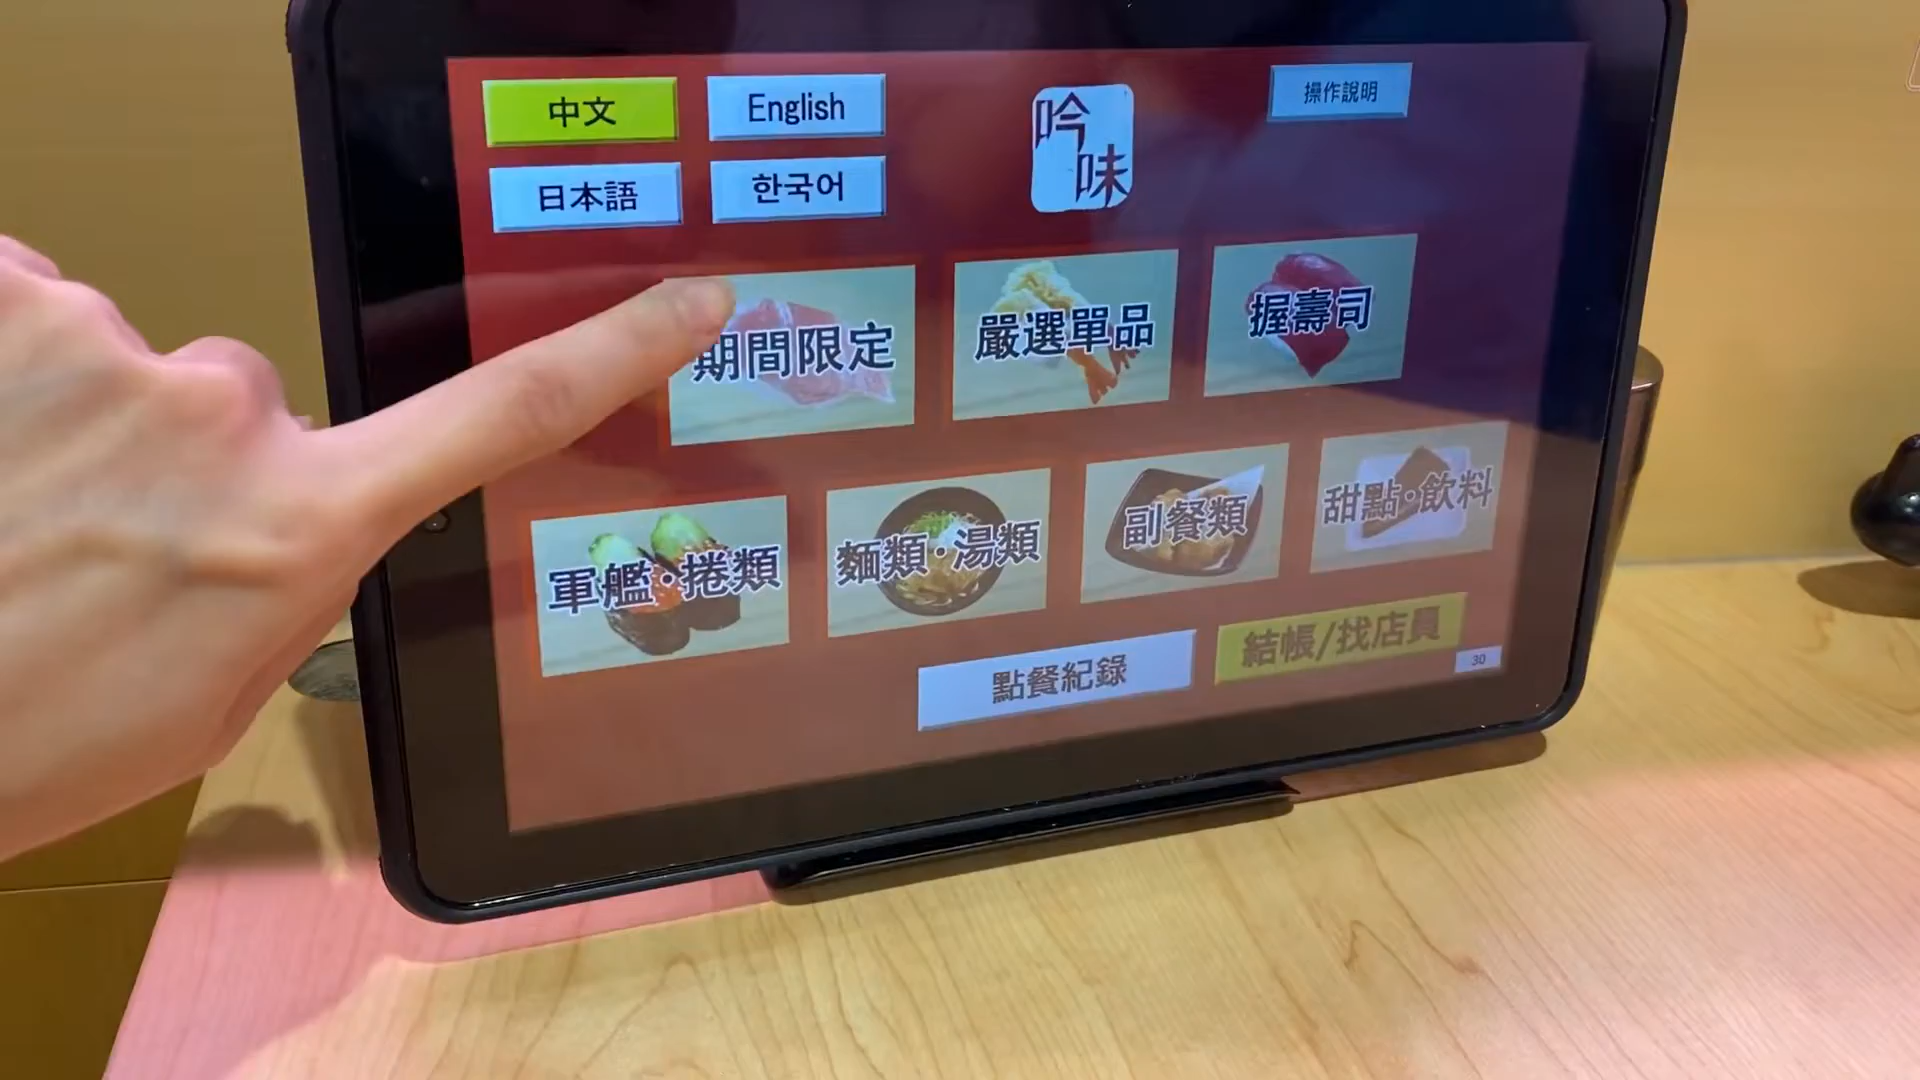 中文
English
日本語
한국어
吟味
操作說明
期間限定
嚴選單品
握壽司
軍艦·捲類
麵類·湯類
副餐類
甜點·飲料
點餐紀錄
結帳/找店員
30